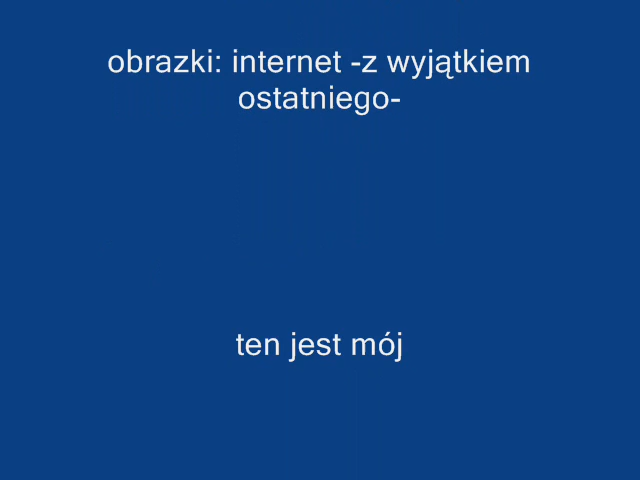 obrazki: internet -z wyjątkiem
ostatniego-
ten jest mój